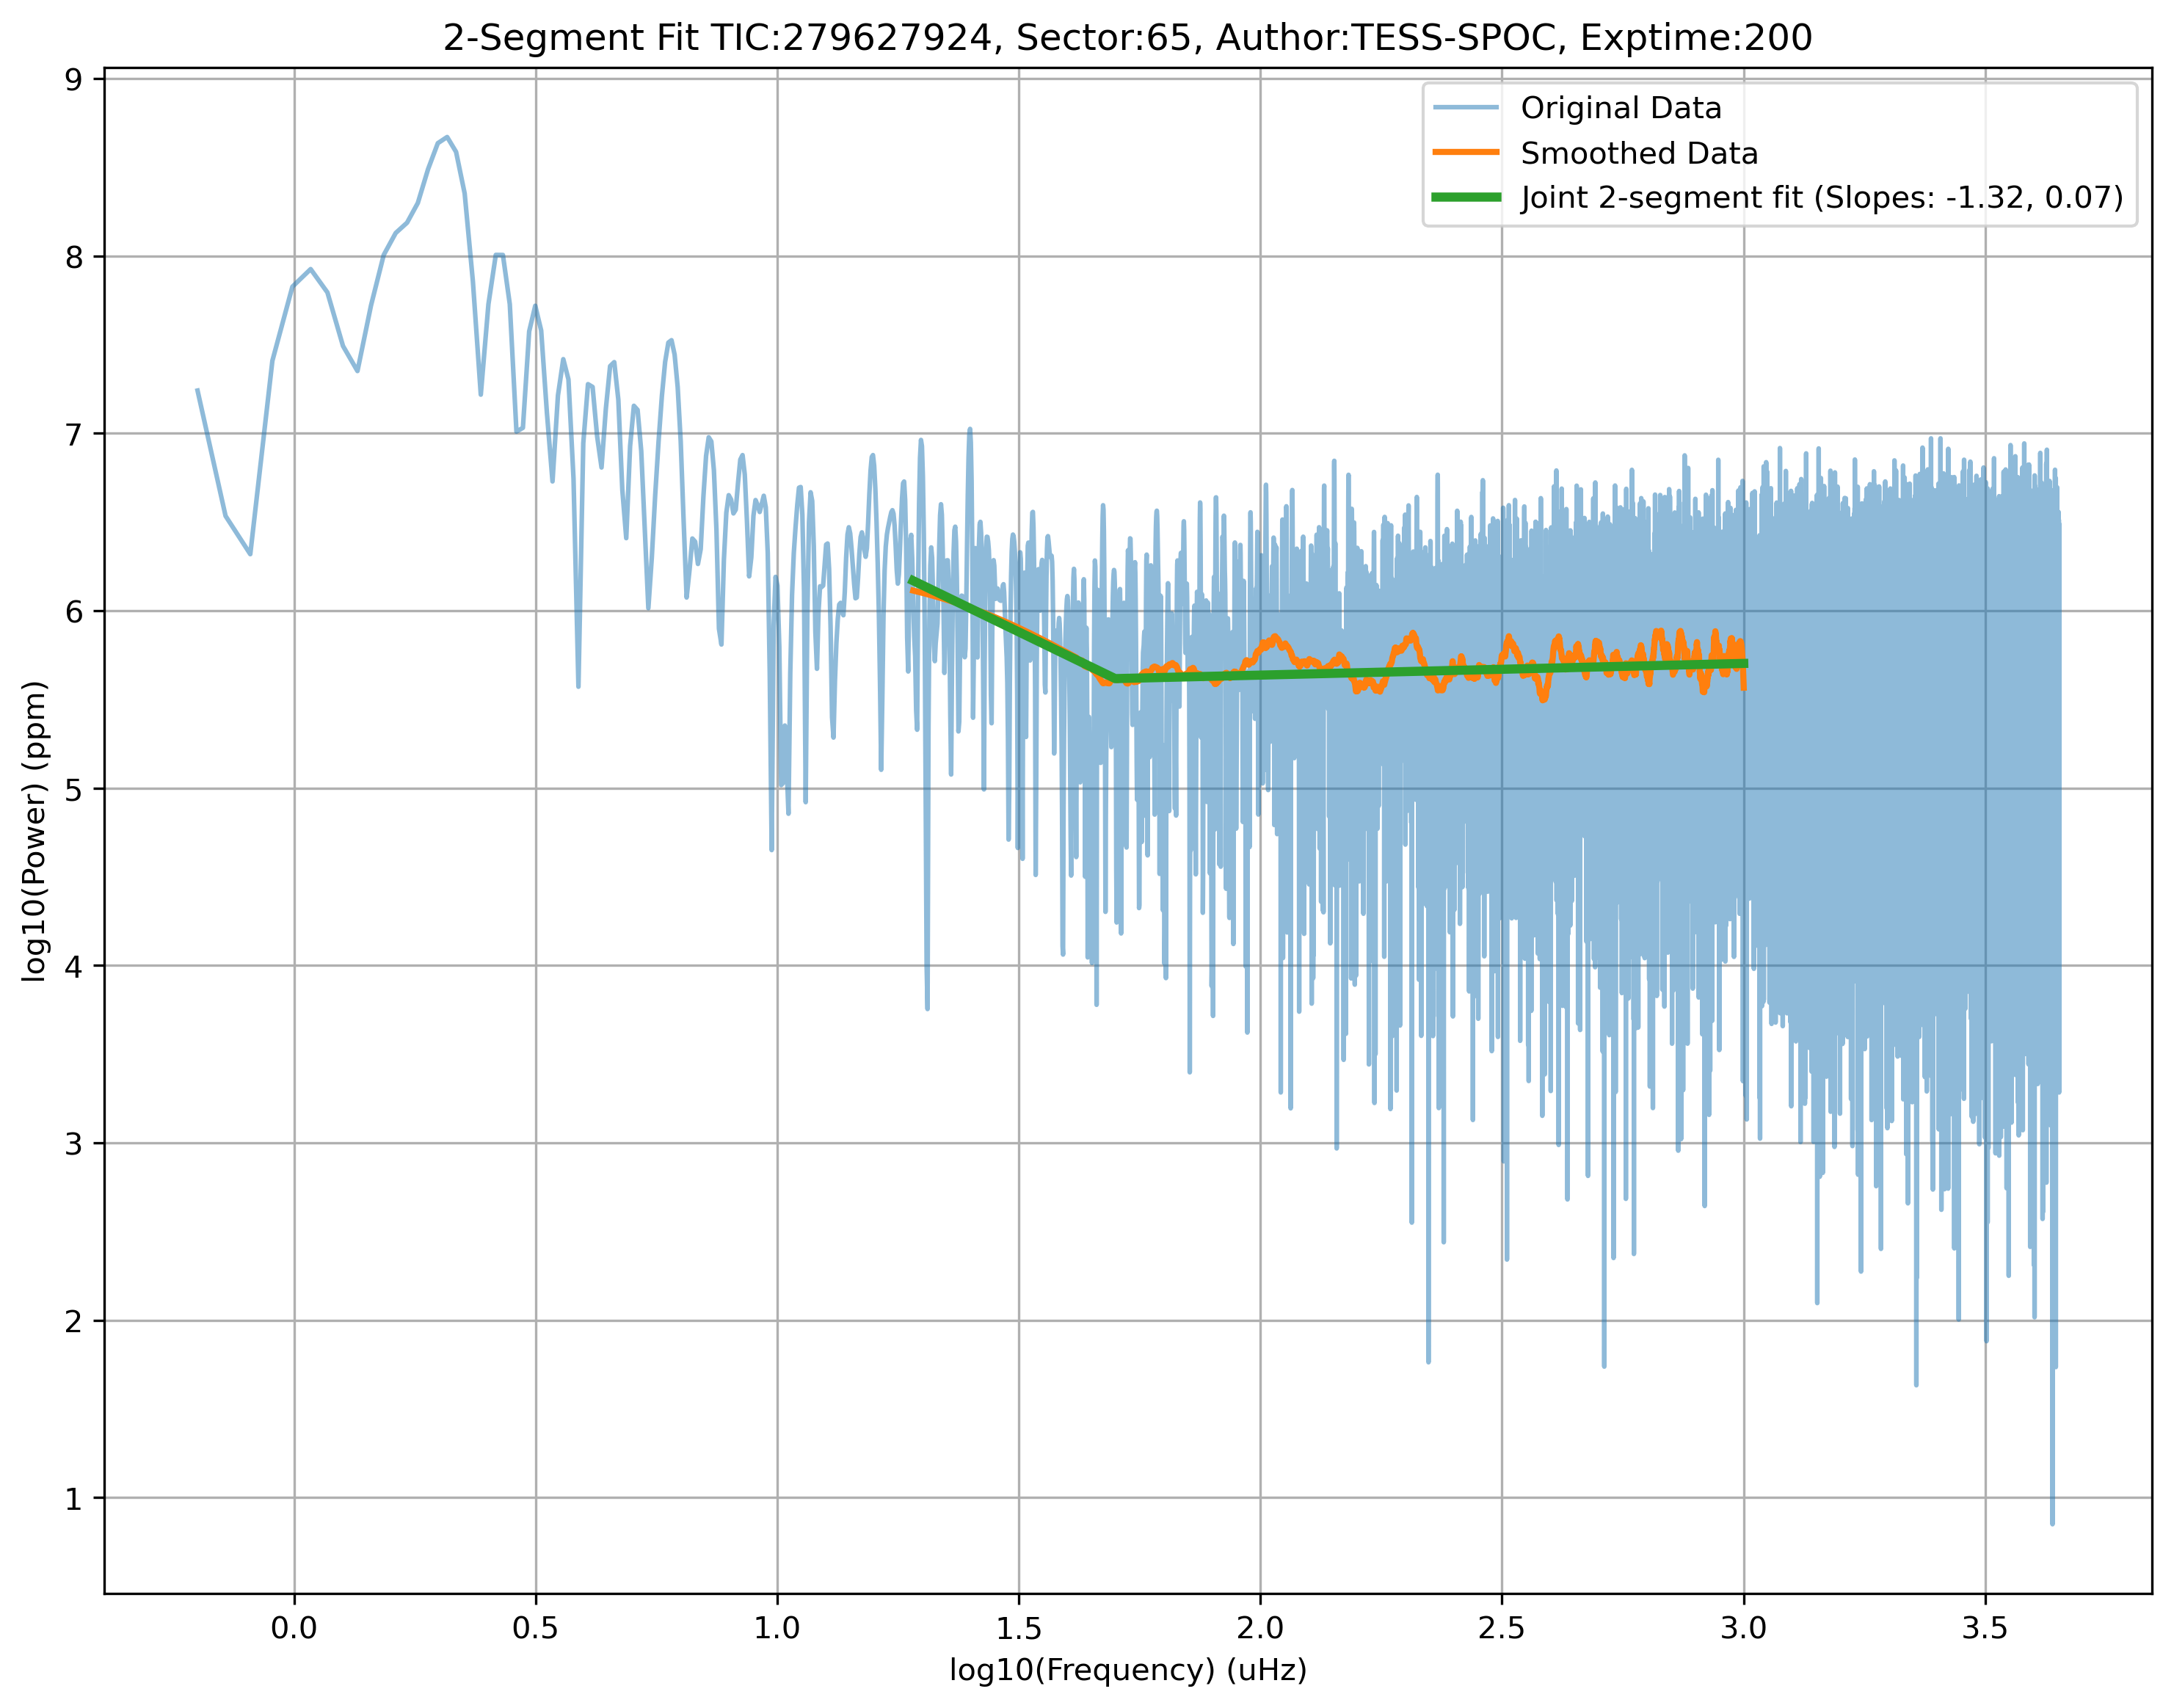 2-Segment Fit TIC:279627924, Sector:65, Author:TESS-SPOC, Exptime:200
Original Data
Smoothed Data
Joint 2-segment fit (Slopes: -1.32, 0.07)
log10(Power) (ppm)
9
8
7
6
5
4
3
2
1
0.0 0.5 1.0 1.5 2.0 2.5 3.0 3.5
log10(Frequency) (uHz)